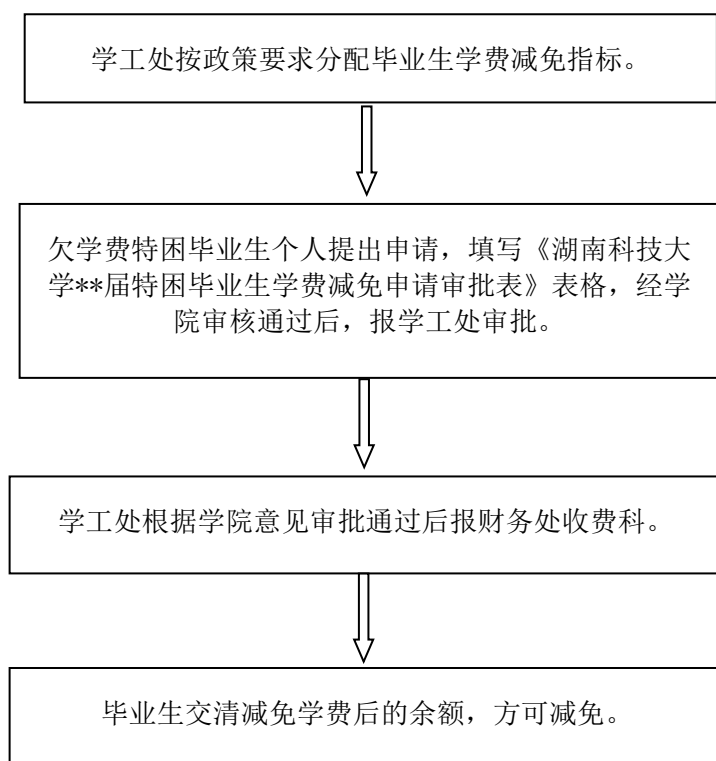 学工处按政策要求分配毕业生学费减免指标。
欠学费特困毕业生个人提出申请，填写《湖南科技大
学**届特困毕业生学费减免申请审批表》表格，经学
院审核通过后，报学工处审批。
学工处根据学院意见审批通过后报财务处收费科。
毕业生交清减免学费后的余额，方可减免。